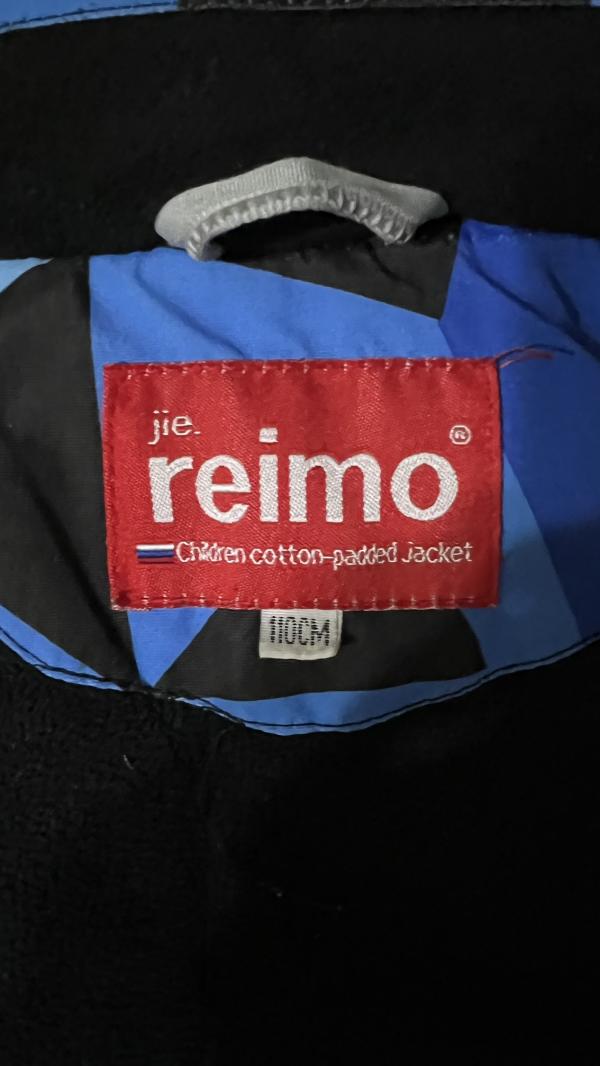 jie.
reimo®
Children cotton-padded Jacket
110CM